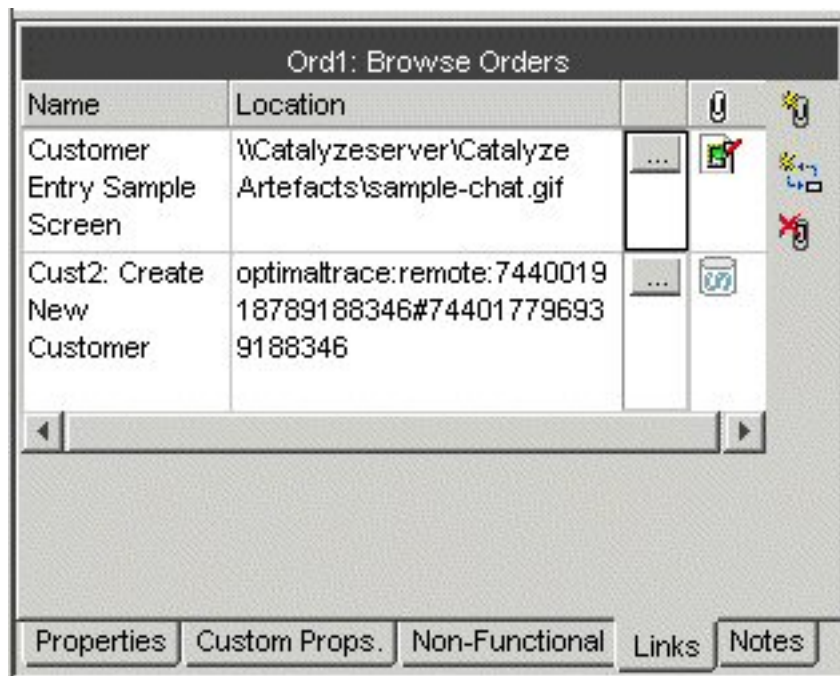 Ord1: Browse Orders
Name Location
Customer \\Catalyzeserver\Catalyze ...
Entry Sample Artefacts\sample-chat.gif
Screen
Cust2: Create optimaltrace:remote:7440019 ...
New 18789188346#74401779693
Customer 9188346
Properties Custom Props. Non-Functional Links Notes